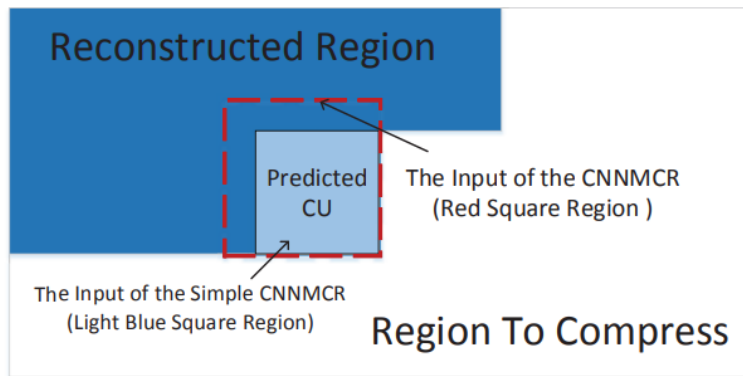 Reconstructed Region
Predicted
CU
The Input of the CNNMCR
(Red Square Region )
The Input of the Simple CNNMCR
(Light Blue Square Region)
Region To Compress